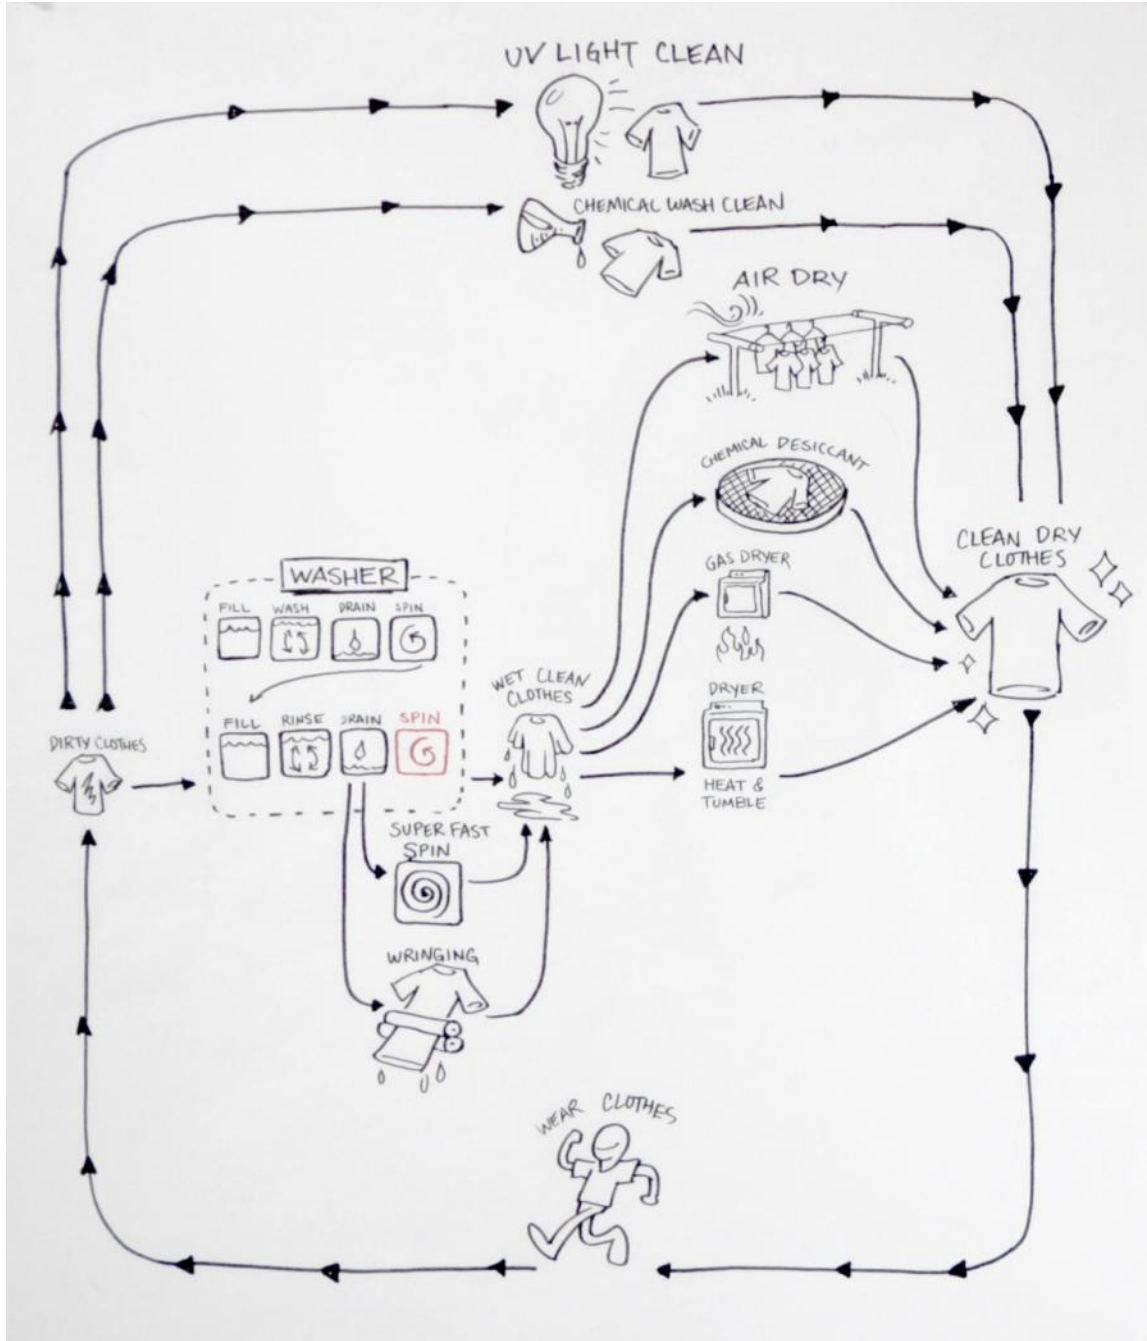 UV LIGHT CLEAN
CHEMICAL WASH CLEAN
AIR DRY
CHEMICAL DESICCANT
CLEAN DRY
CLOTHES
GAS DRYER
WASHER
FILL WASH DRAIN SPIN
FILL RINSE DRAIN SPIN
WET CLEAN
CLOTHES
DRYER
HEAT &
TUMBLE
DIRTY CLOTHES
SUPER FAST
SPIN
WRINGING
WEAR CLOTHES